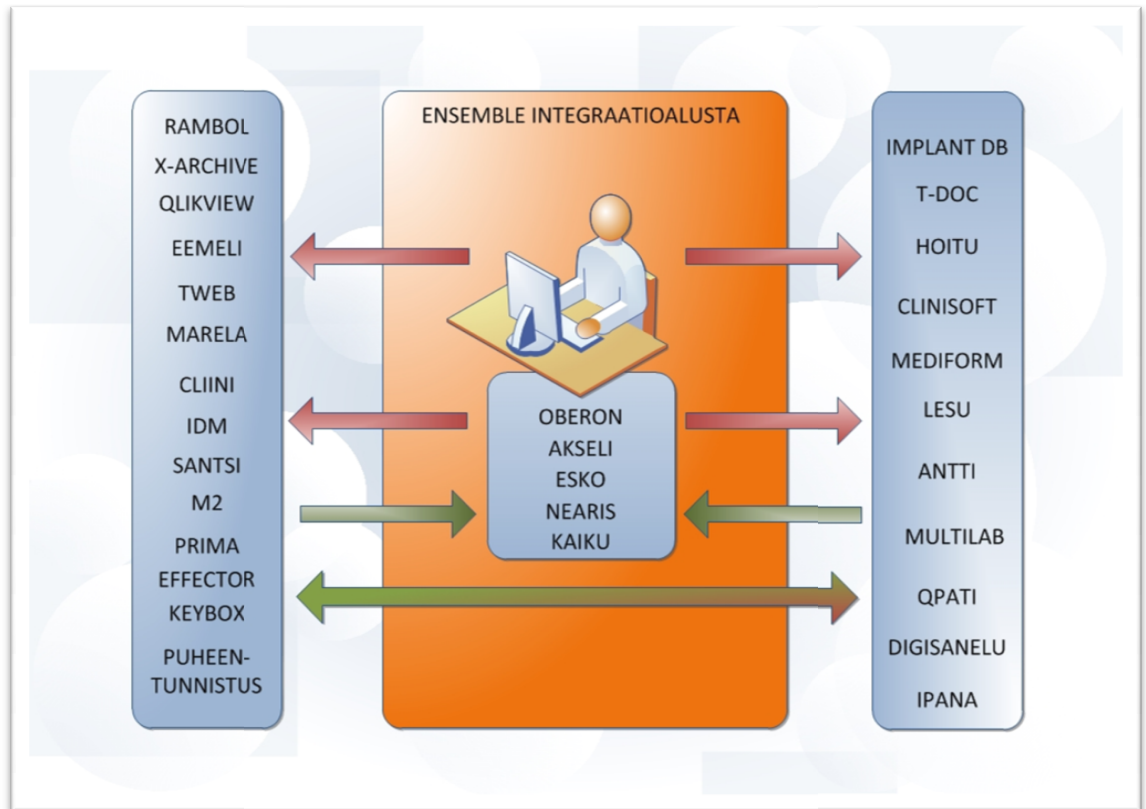 RAMBOL
X-ARCHIVE
QLIKVIEW
EEMELI
TWEB
MARELA
CLIINI
IDM
SANTSI
M2
PRIMA
EFFECTOR
KEYBOX
PUHEEN-
TUNNISTUS
ENSEMBLE INTEGRAATIOALUSTA
OBERON
AKSELI
ESKO
NEARIS
KAIKU
IMPLANT DB
T-DOC
HOITU
CLINISOFT
MEDIFORM
LESU
ANTTI
MULTILAB
QPATI
DIGISANELU
IPANA